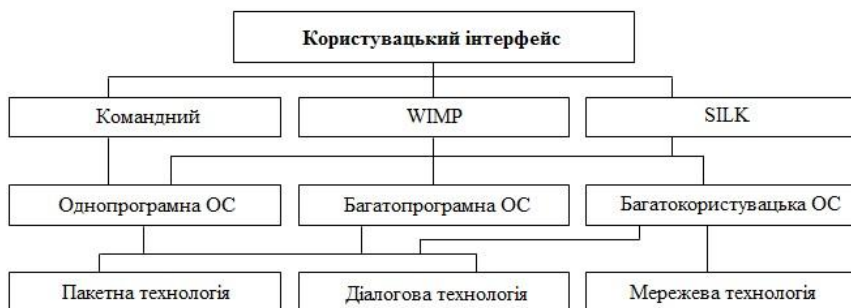 Користувацький інтерфейс
Командний
WIMP
SILK
Однопрограмна ОС
Багатопрограмна ОС
Багатокористувацька ОС
Пакетна технологія
Діалогова технологія
Мережева технологія